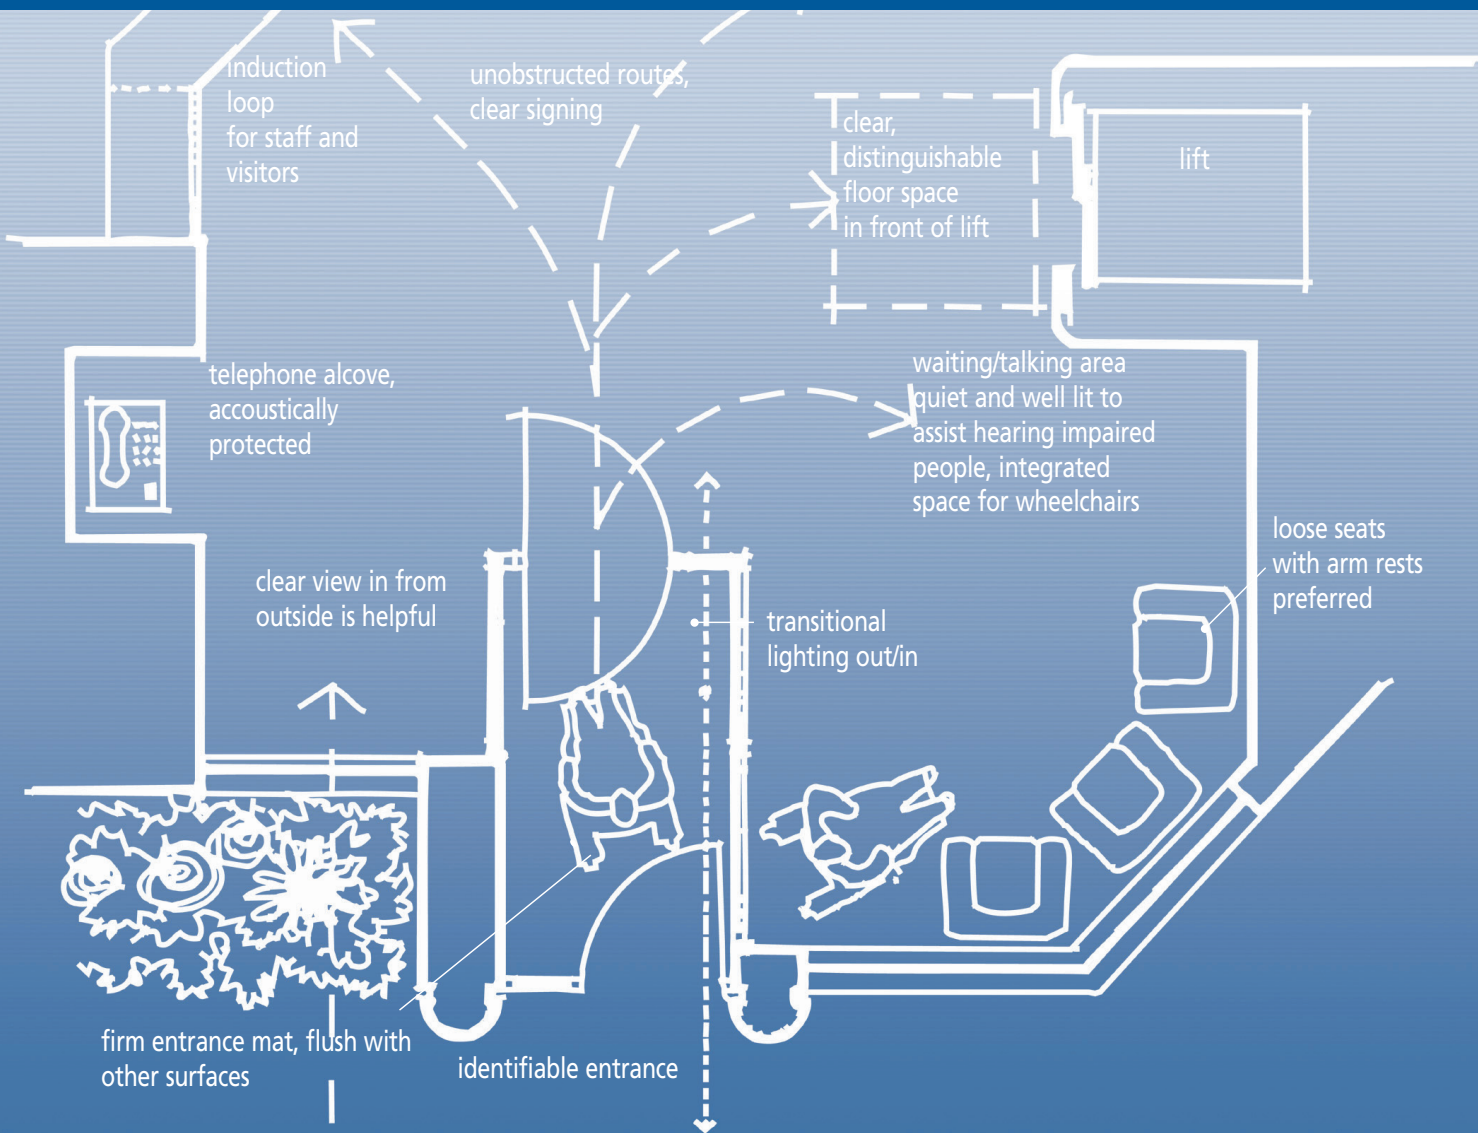 induction
loop
for staff and
visitors
unobstructed routes,
clear signing
clear,
distinguishable
floor space
in front of lift
lift
telephone alcove,
accoustically
protected
waiting/talking area
quiet and well lit to
assist hearing impaired
people, integrated
space for wheelchairs
loose seats
with arm rests
preferred
clear view in from
outside is helpful
transitional
lighting out/in
firm entrance mat, flush with
other surfaces
identifiable entrance